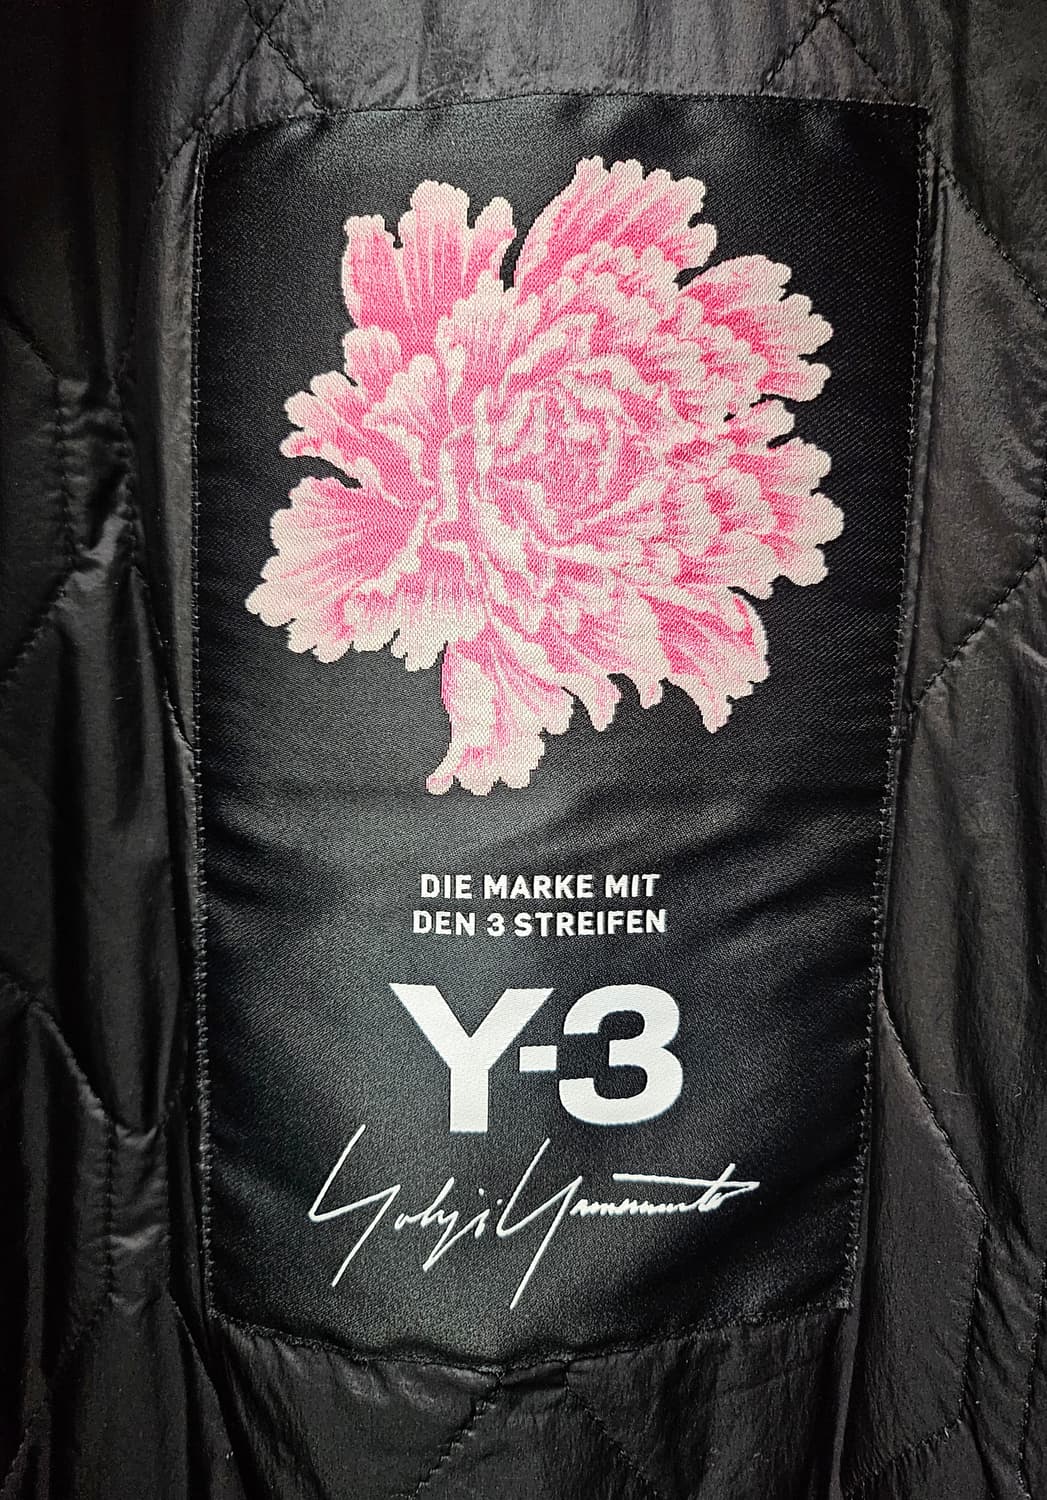 DIE MARKE MIT
DEN 3 STREIFEN
Y-3
Yohji Yamamoto